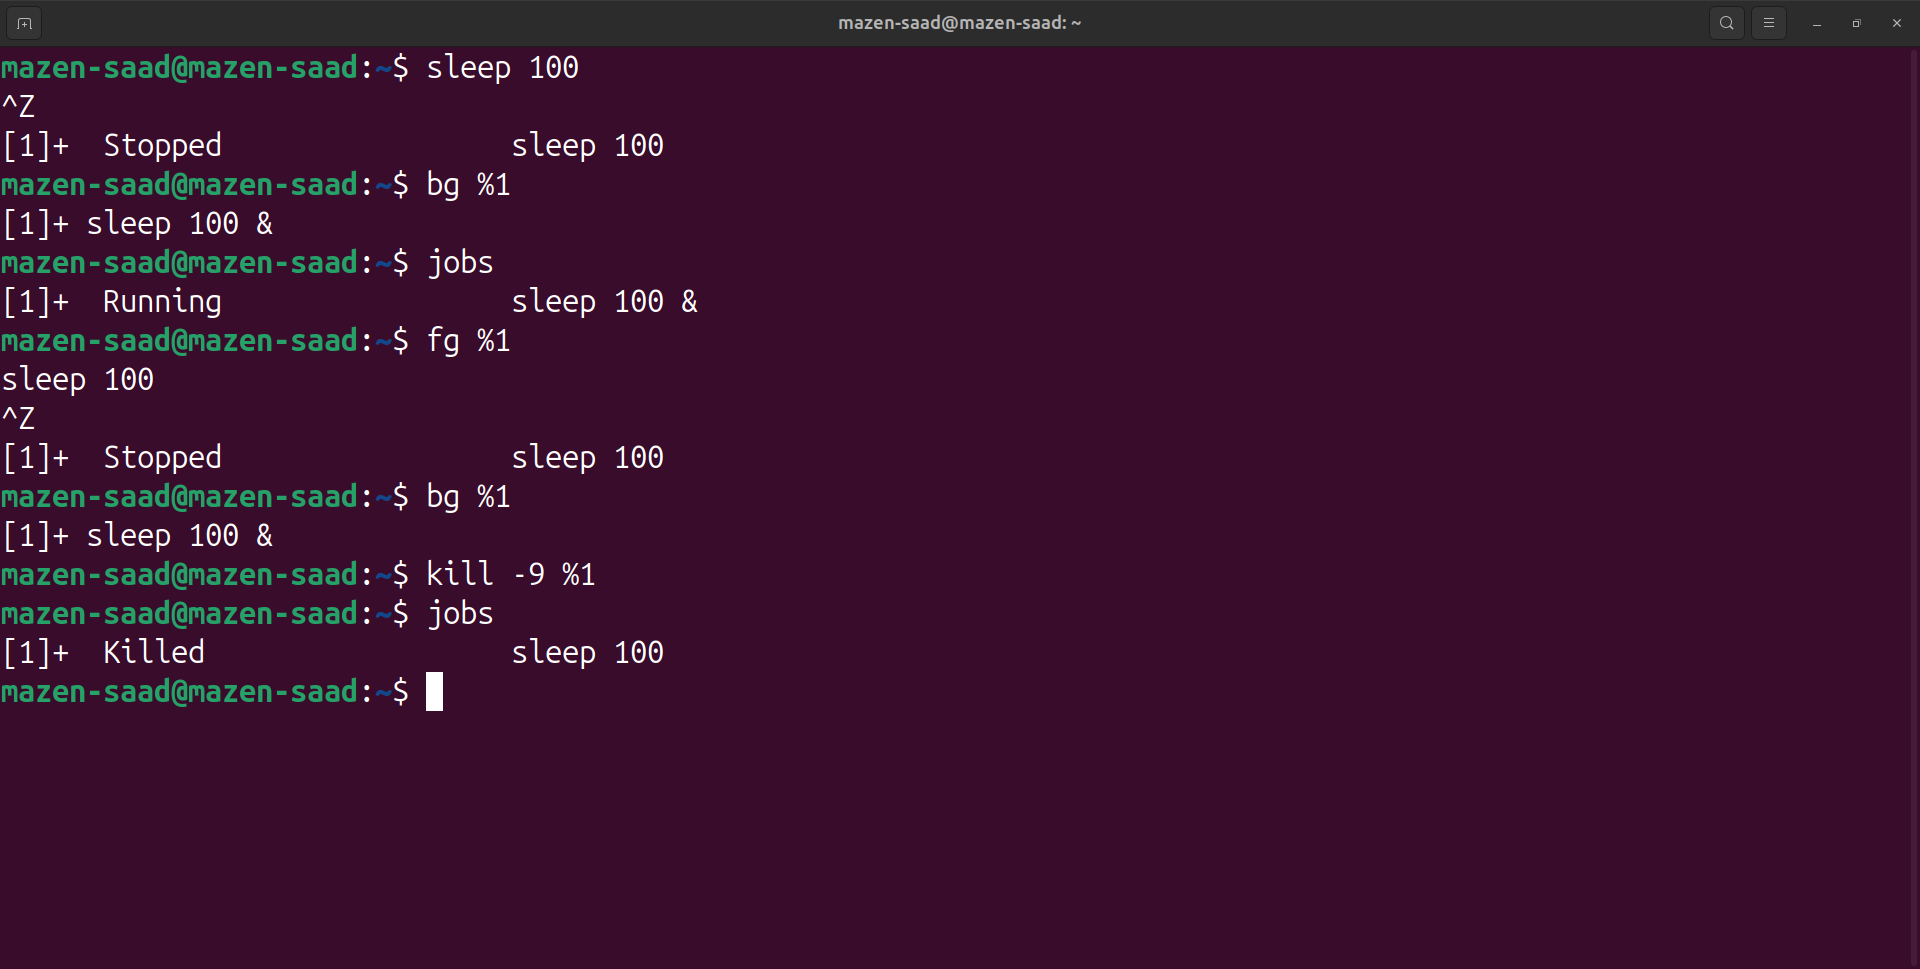 mazen-saad@mazen-saad: ~
mazen-saad@mazen-saad:~$ sleep 100
^Z
[1]+  Stopped                 sleep 100
mazen-saad@mazen-saad:~$ bg %1
[1]+ sleep 100 &
mazen-saad@mazen-saad:~$ jobs
[1]+  Running                 sleep 100 &
mazen-saad@mazen-saad:~$ fg %1
sleep 100
^Z
[1]+  Stopped                 sleep 100
mazen-saad@mazen-saad:~$ bg %1
[1]+ sleep 100 &
mazen-saad@mazen-saad:~$ kill -9 %1
mazen-saad@mazen-saad:~$ jobs
[1]+  Killed                  sleep 100
mazen-saad@mazen-saad:~$